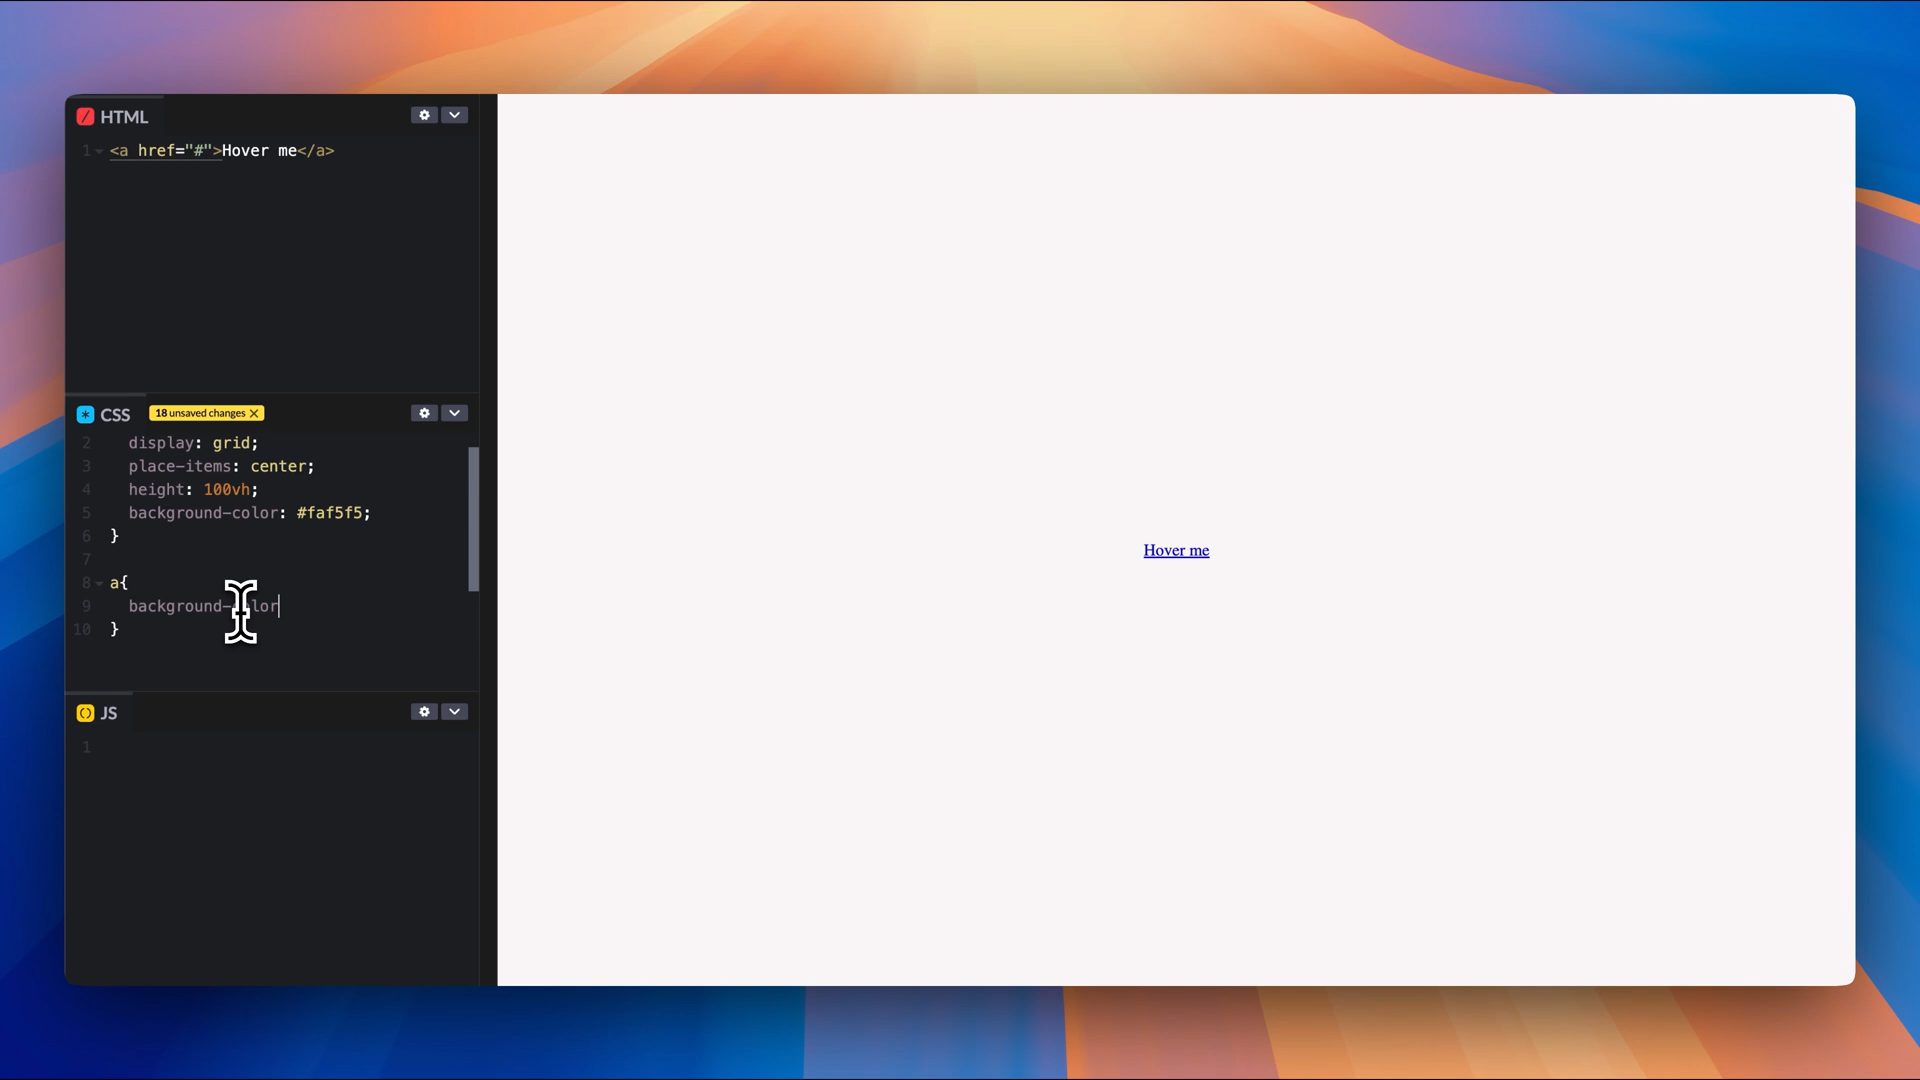 HTML
1 <a href="#">Hover me</a>
CSS 18 unsaved changes
2 display: grid;
3 place-items: center;
4 height: 100vh;
5 background-color: #faf5f5;
6 }
7
8 a{
9 background-color
10 }
JS
1
Hover me